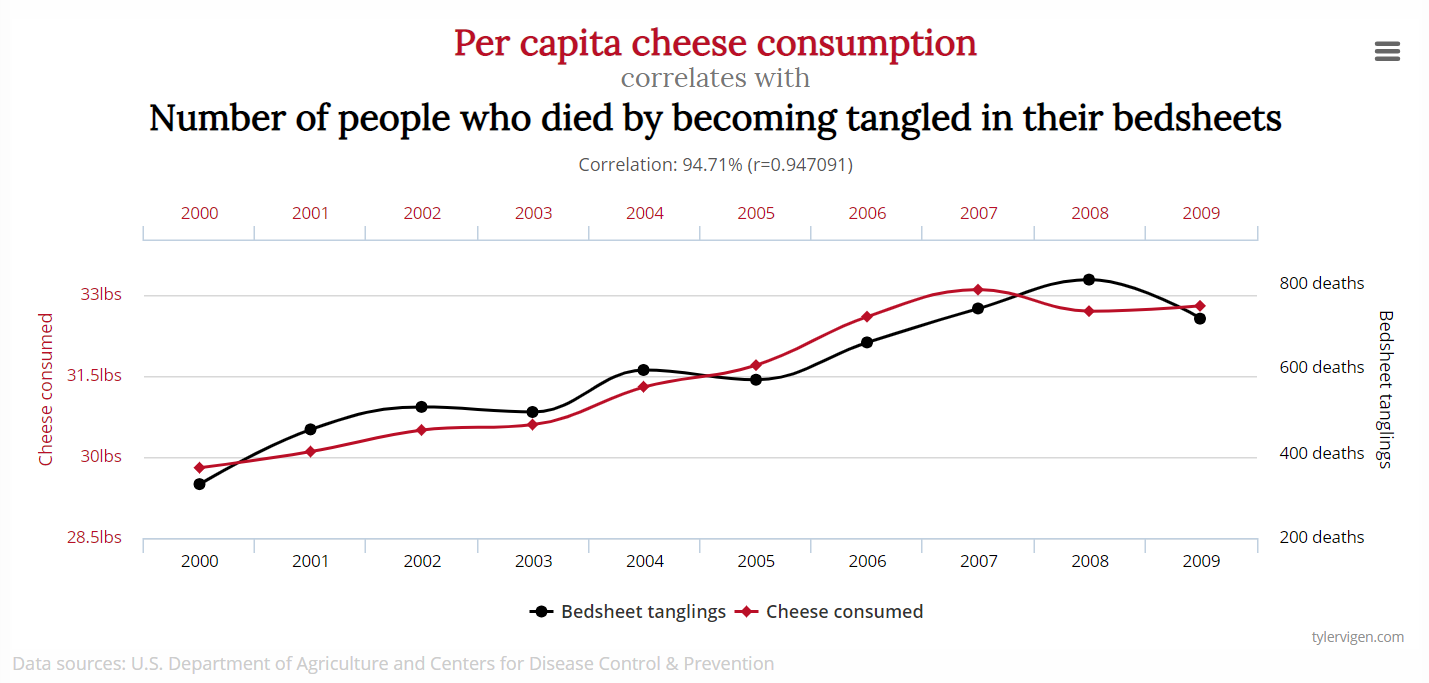 Per capita cheese consumption
correlates with
Number of people who died by becoming tangled in their bedsheets
Correlation: 94.71% (r=0.947091)
2000 2001 2002 2003 2004 2005 2006 2007 2008 2009
Cheese consumed
33lbs
31.5lbs
30lbs
28.5lbs
800 deaths
600 deaths
400 deaths
200 deaths
Bedsheet tanglings
2000 2001 2002 2003 2004 2005 2006 2007 2008 2009
Bedsheet tanglings Cheese consumed
tylervigen.com
Data sources: U.S. Department of Agriculture and Centers for Disease Control & Prevention